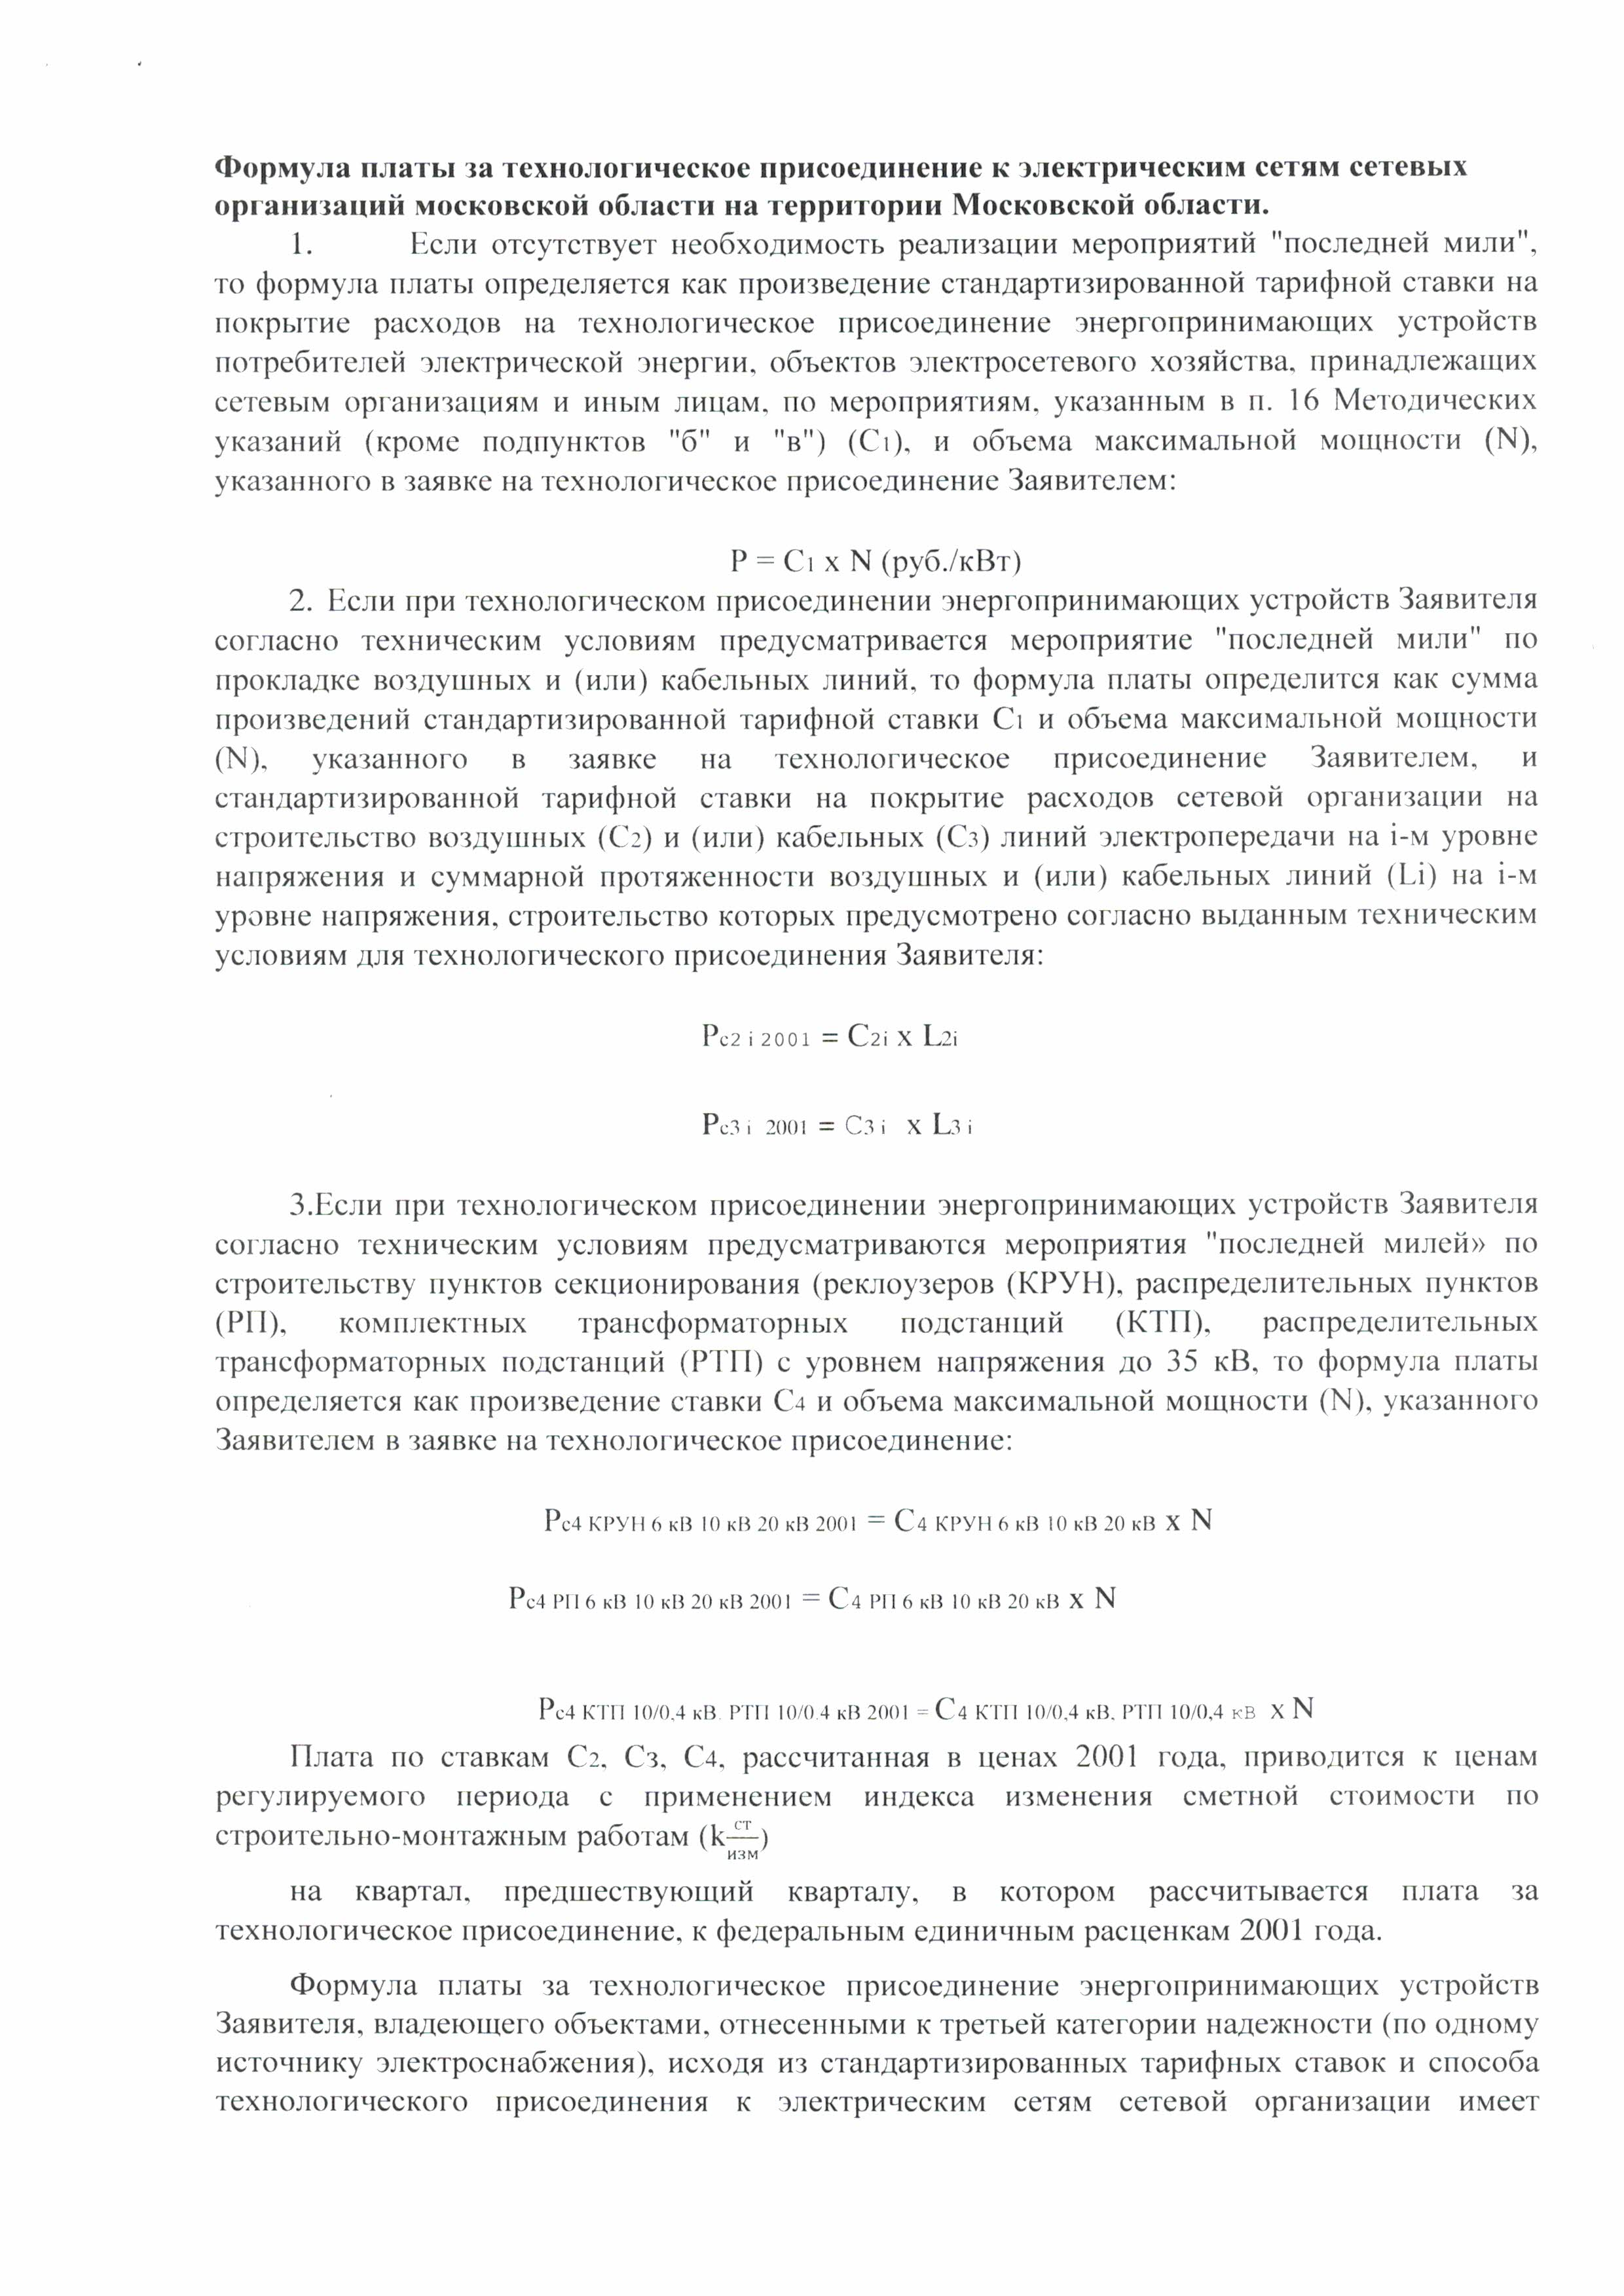 Формула платы за технологическое присоединение к электрическим сетям сетевых
организаций московской области на территории Московской области.
1. Если отсутствует необходимость реализации мероприятий "последней мили",
то формула платы определяется как произведение стандартизированной тарифной ставки на
покрытие расходов на технологическое присоединение энергопринимающих устройств
потребителей электрической энергии, объектов электросетевого хозяйства, принадлежащих
сетевым организациям и иным лицам, по мероприятиям, указанным в п. 16 Методических
указаний (кроме подпунктов "б" и "в") (С1), и объема максимальной мощности (N),
указанного в заявке на технологическое присоединение Заявителем:
P = C1 x N (руб./кВт)
2. Если при технологическом присоединении энергопринимающих устройств Заявителя
согласно техническим условиям предусматривается мероприятие "последней мили" по
прокладке воздушных и (или) кабельных линий, то формула платы определится как сумма
произведений стандартизированной тарифной ставки С1 и объема максимальной мощности
(N), указанного в заявке на технологическое присоединение Заявителем, и
стандартизированной тарифной ставки на покрытие расходов сетевой организации на
строительство воздушных (С2) и (или) кабельных (С3) линий электропередачи на i-м уровне
напряжения и суммарной протяженности воздушных и (или) кабельных линий (Li) на i-м
уровне напряжения, строительство которых предусмотрено согласно выданным техническим
условиям для технологического присоединения Заявителя:
Pс2 i 2001 = C2i x L2i
Pс3 i 2001 = C3 i x L3 i
3.Если при технологическом присоединении энергопринимающих устройств Заявителя
согласно техническим условиям предусматриваются мероприятия "последней милей» по
строительству пунктов секционирования (реклоузеров (КРУН), распределительных пунктов
(РП), комплектных трансформаторных подстанций (КТП), распределительных
трансформаторных подстанций (РТП) с уровнем напряжения до 35 кВ, то формула платы
определяется как произведение ставки С4 и объема максимальной мощности (N), указанного
Заявителем в заявке на технологическое присоединение:
Pс4 КРУН 6 кВ 10 кВ 20 кВ 2001 = C4 КРУН 6 кВ 10 кВ 20 кВ x N
Pс4 РП 6 кВ 10 кВ 20 кВ 2001 = C4 РП 6 кВ 10 кВ 20 кВ x N
Pс4 КТП 10/0,4 кВ. РТП 10/0.4 кВ 2001 = C4 КТП 10/0,4 кВ, РТП 10/0,4 кВ x N
Плата по ставкам С2, С3, С4, рассчитанная в ценах 2001 года, приводится к ценам
регулируемого периода с применением индекса изменения сметной стоимости по
строительно-монтажным работам (k ст/изм)
на квартал, предшествующий кварталу, в котором рассчитывается плата за
технологическое присоединение, к федеральным единичным расценкам 2001 года.
Формула платы за технологическое присоединение энергопринимающих устройств
Заявителя, владеющего объектами, отнесенными к третьей категории надежности (по одному
источнику электроснабжения), исходя из стандартизированных тарифных ставок и способа
технологического присоединения к электрическим сетям сетевой организации имеет